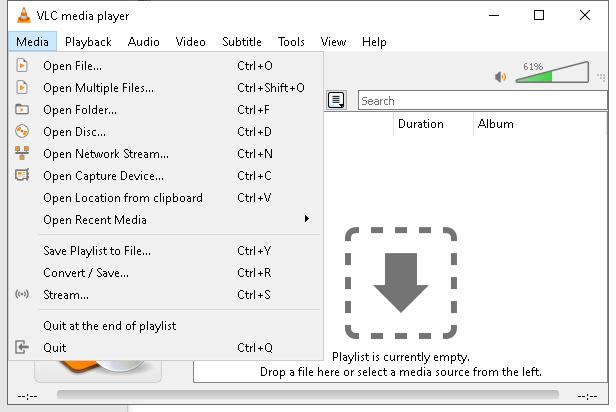 VLC media player
Media Playback Audio Video Subtitle Tools View Help
61%
Open File... Ctrl+O
Open Multiple Files... Ctrl+Shift+O
Open Folder... Ctrl+F
Open Disc... Ctrl+D
Open Network Stream... Ctrl+N
Open Capture Device... Ctrl+C
Open Location from clipboard Ctrl+V
Open Recent Media
Save Playlist to File... Ctrl+Y
Convert / Save... Ctrl+R
Stream... Ctrl+S
Quit at the end of playlist
Quit Ctrl+Q
Search
Duration Album
Playlist is currently empty.
Drop a file here or select a media source from the left.
--:-- --:--